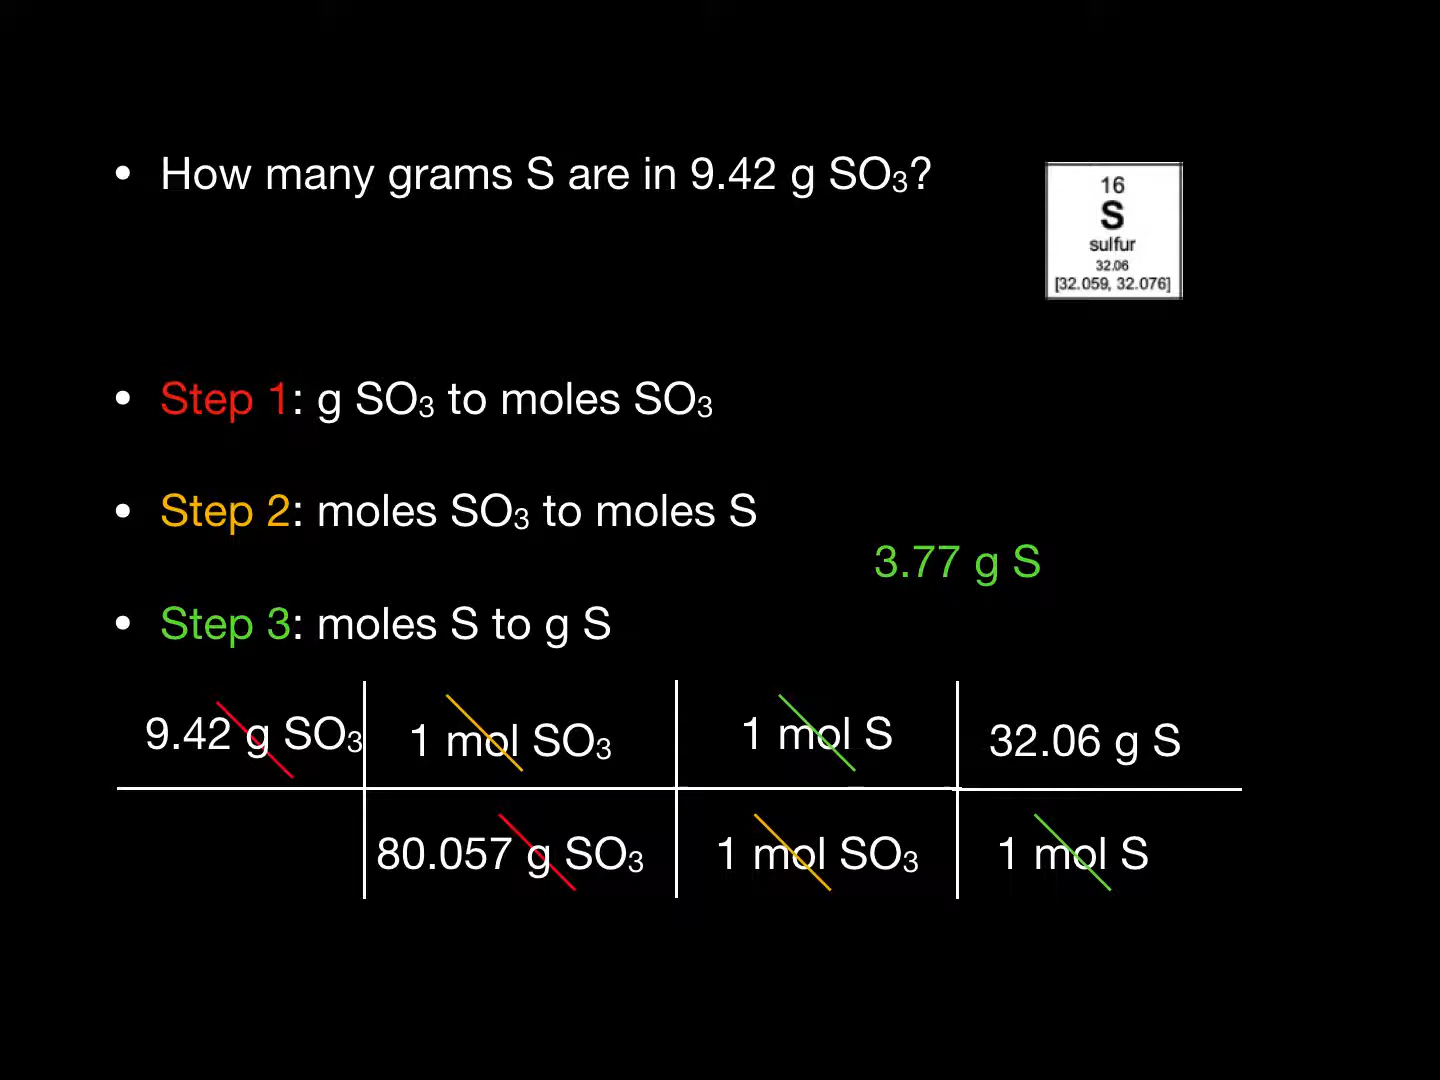 • How many grams S are in 9.42 g SO₃?
16
S
sulfur
32.06
[32.059, 32.076]
• Step 1: g SO₃ to moles SO₃
• Step 2: moles SO₃ to moles S
3.77 g S
• Step 3: moles S to g S
9.42 g SO₃ 1 mol SO₃ 1 mol S 32.06 g S
80.057 g SO₃ 1 mol SO₃ 1 mol S